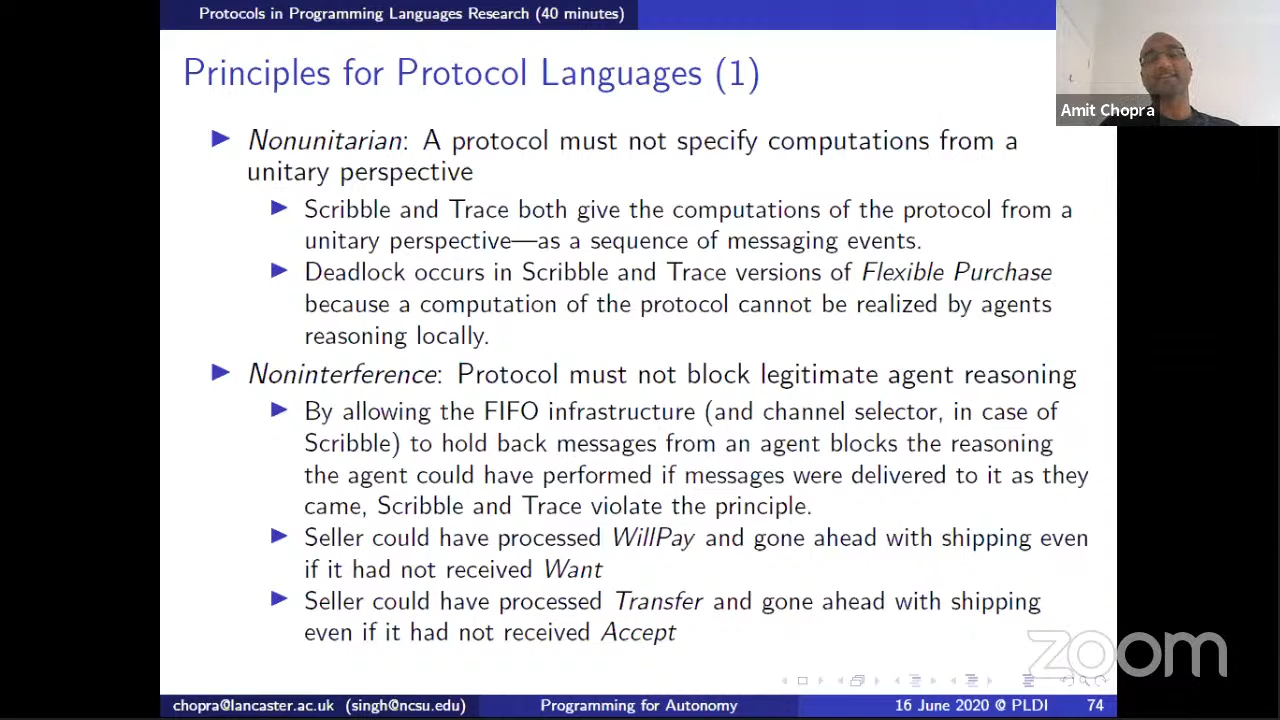 Protocols in Programming Languages Research (40 minutes)
Principles for Protocol Languages (1)
Amit Chopra
Nonunitarian: A protocol must not specify computations from a
unitary perspective
Scribble and Trace both give the computations of the protocol from a
unitary perspective—as a sequence of messaging events.
Deadlock occurs in Scribble and Trace versions of Flexible Purchase
because a computation of the protocol cannot be realized by agents
reasoning locally.
Noninterference: Protocol must not block legitimate agent reasoning
By allowing the FIFO infrastructure (and channel selector, in case of
Scribble) to hold back messages from an agent blocks the reasoning
the agent could have performed if messages were delivered to it as they
came, Scribble and Trace violate the principle.
Seller could have processed WillPay and gone ahead with shipping even
if it had not received Want
Seller could have processed Transfer and gone ahead with shipping
even if it had not received Accept
zoom
chopra@lancaster.ac.uk (singh@ncsu.edu) Programming for Autonomy 16 June 2020 @ PLDI 74